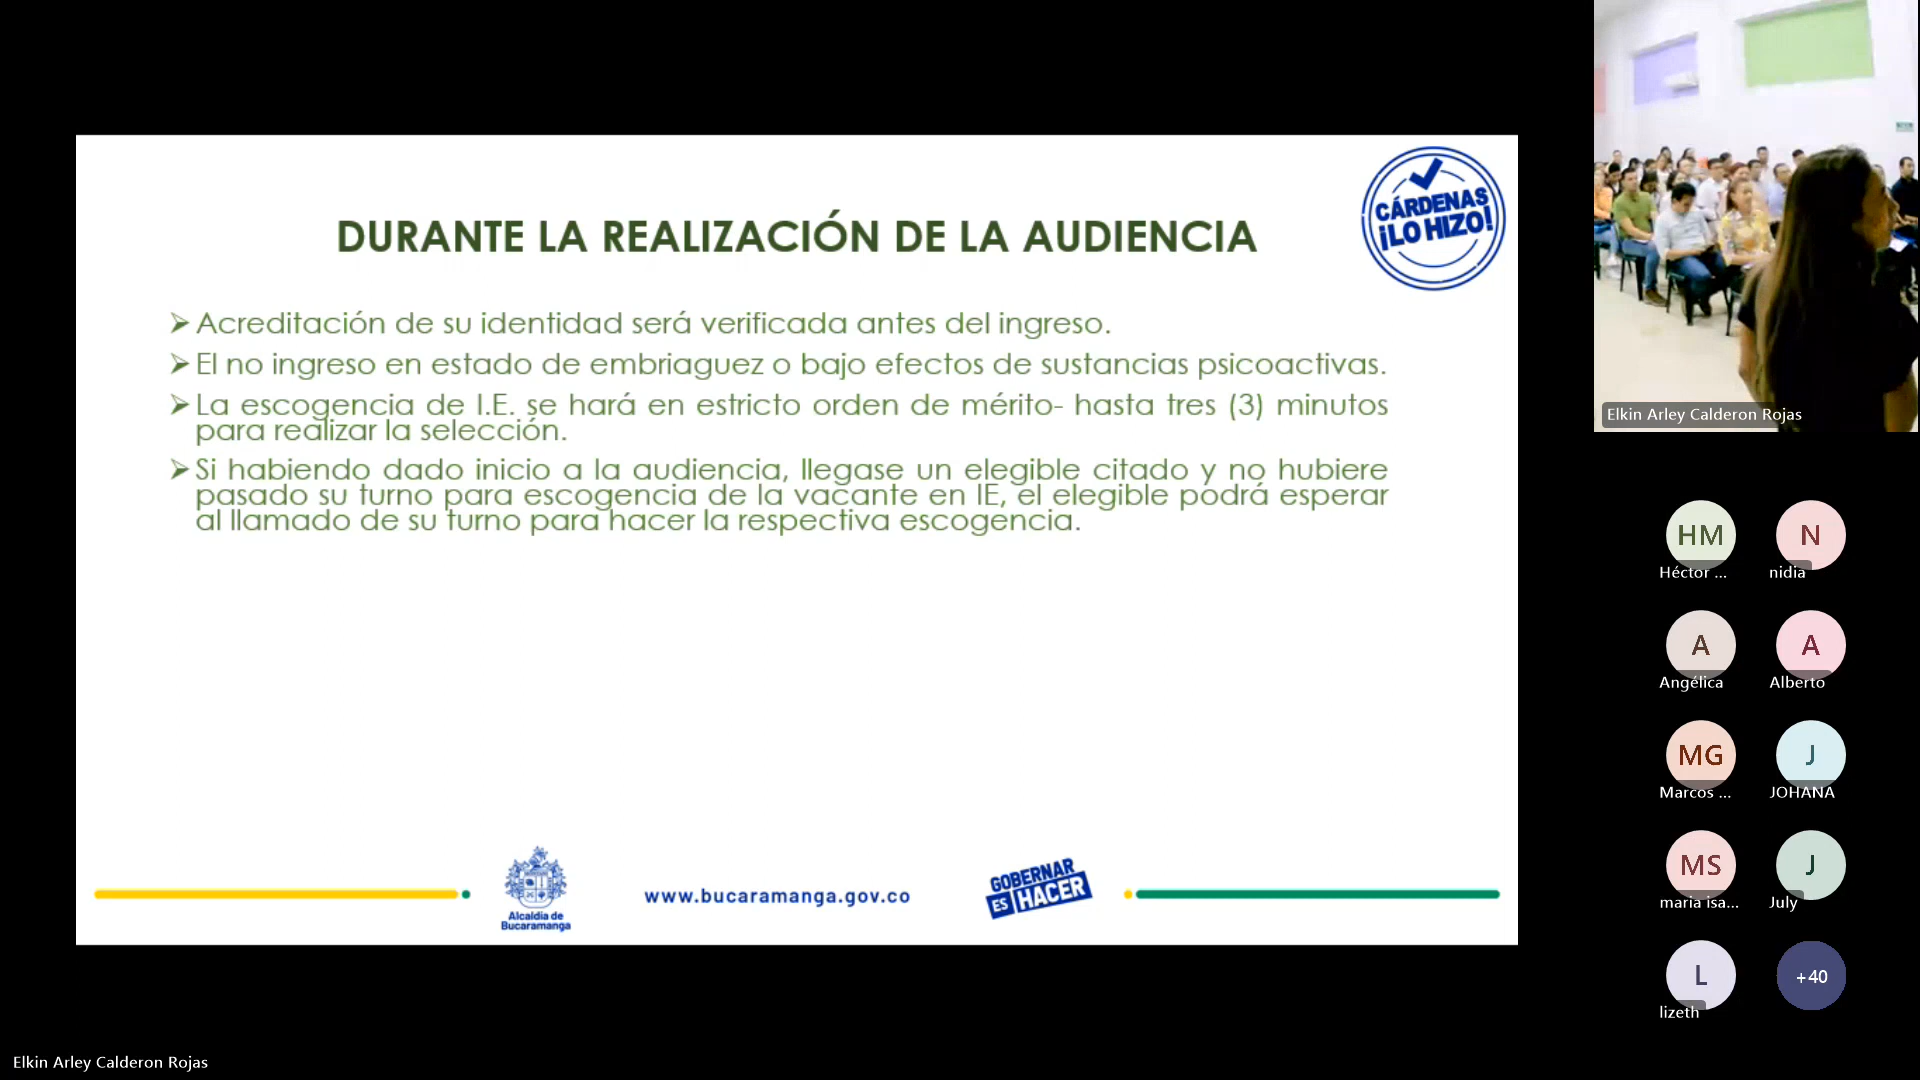 DURANTE LA REALIZACIÓN DE LA AUDIENCIA
CÁRDENAS
¡LO HIZO!
➢ Acreditación de su identidad será verificada antes del ingreso.
➢ El no ingreso en estado de embriaguez o bajo efectos de sustancias psicoactivas.
➢ La escogencia de I.E. se hará en estricto orden de mérito- hasta tres (3) minutos
para realizar la selección.
➢ Si habiendo dado inicio a la audiencia, llegase un elegible citado y no hubiere
pasado su turno para escogencia de la vacante en IE, el elegible podrá esperar
al llamado de su turno para hacer la respectiva escogencia.
Alcaldía de
Bucaramanga
www.bucaramanga.gov.co
GOBERNAR
ES HACER
Elkin Arley Calderon Rojas
HM
Héctor ...
N
nidia
A
Angélica
A
Alberto
MG
Marcos ...
J
JOHANA
MS
maria isa...
J
July
L
lizeth
+40
Elkin Arley Calderon Rojas